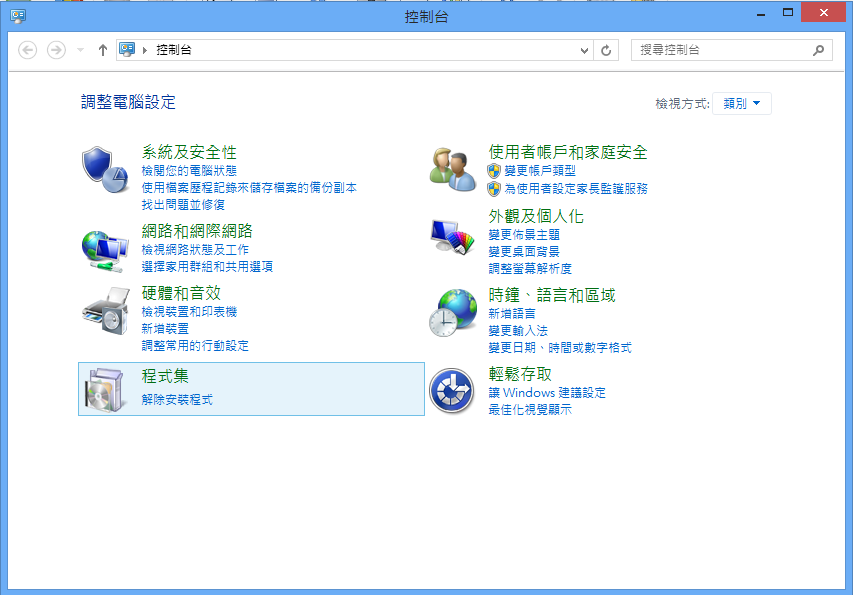 控制台
控制台
搜尋控制台
調整電腦設定
檢視方式: 類別
系統及安全性
檢閱您的電腦狀態
使用檔案歷程記錄來儲存檔案的備份副本
找出問題並修復
網路和網際網路
檢視網路狀態及工作
選擇家用群組和共用選項
硬體和音效
檢視裝置和印表機
新增裝置
調整常用的行動設定
程式集
解除安裝程式
使用者帳戶和家庭安全
變更帳戶類型
為使用者設定家長監護服務
外觀及個人化
變更佈景主題
變更桌面背景
調整螢幕解析度
時鐘、語言和區域
新增語言
變更輸入法
變更日期、時間或數字格式
輕鬆存取
讓 Windows 建議設定
最佳化視覺顯示